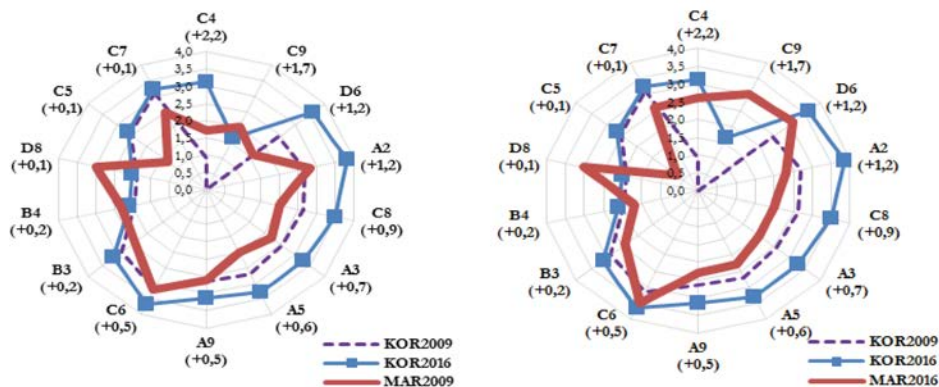 C4
(+2,2)
C9
(+1,7)
D6
(+1,2)
A2
(+1,2)
C8
(+0,9)
A3
(+0,7)
A5
(+0,6)
A9
(+0,5)
C6
(+0,5)
B3
(+0,2)
B4
(+0,2)
D8
(+0,1)
C5
(+0,1)
C7
(+0,1)
4,0
3,5
3,0
2,5
2,0
1,5
1,0
0,5
0,0
KOR2009
KOR2016
MAR2009
C4
(+2,2)
C9
(+1,7)
D6
(+1,2)
A2
(+1,2)
C8
(+0,9)
A3
(+0,7)
A5
(+0,6)
A9
(+0,5)
C6
(+0,5)
B3
(+0,2)
B4
(+0,2)
D8
(+0,1)
C5
(+0,1)
C7
(+0,1)
4,0
3,5
3,0
2,5
2,0
1,5
1,0
0,5
0,0
KOR2009
KOR2016
MAR2016